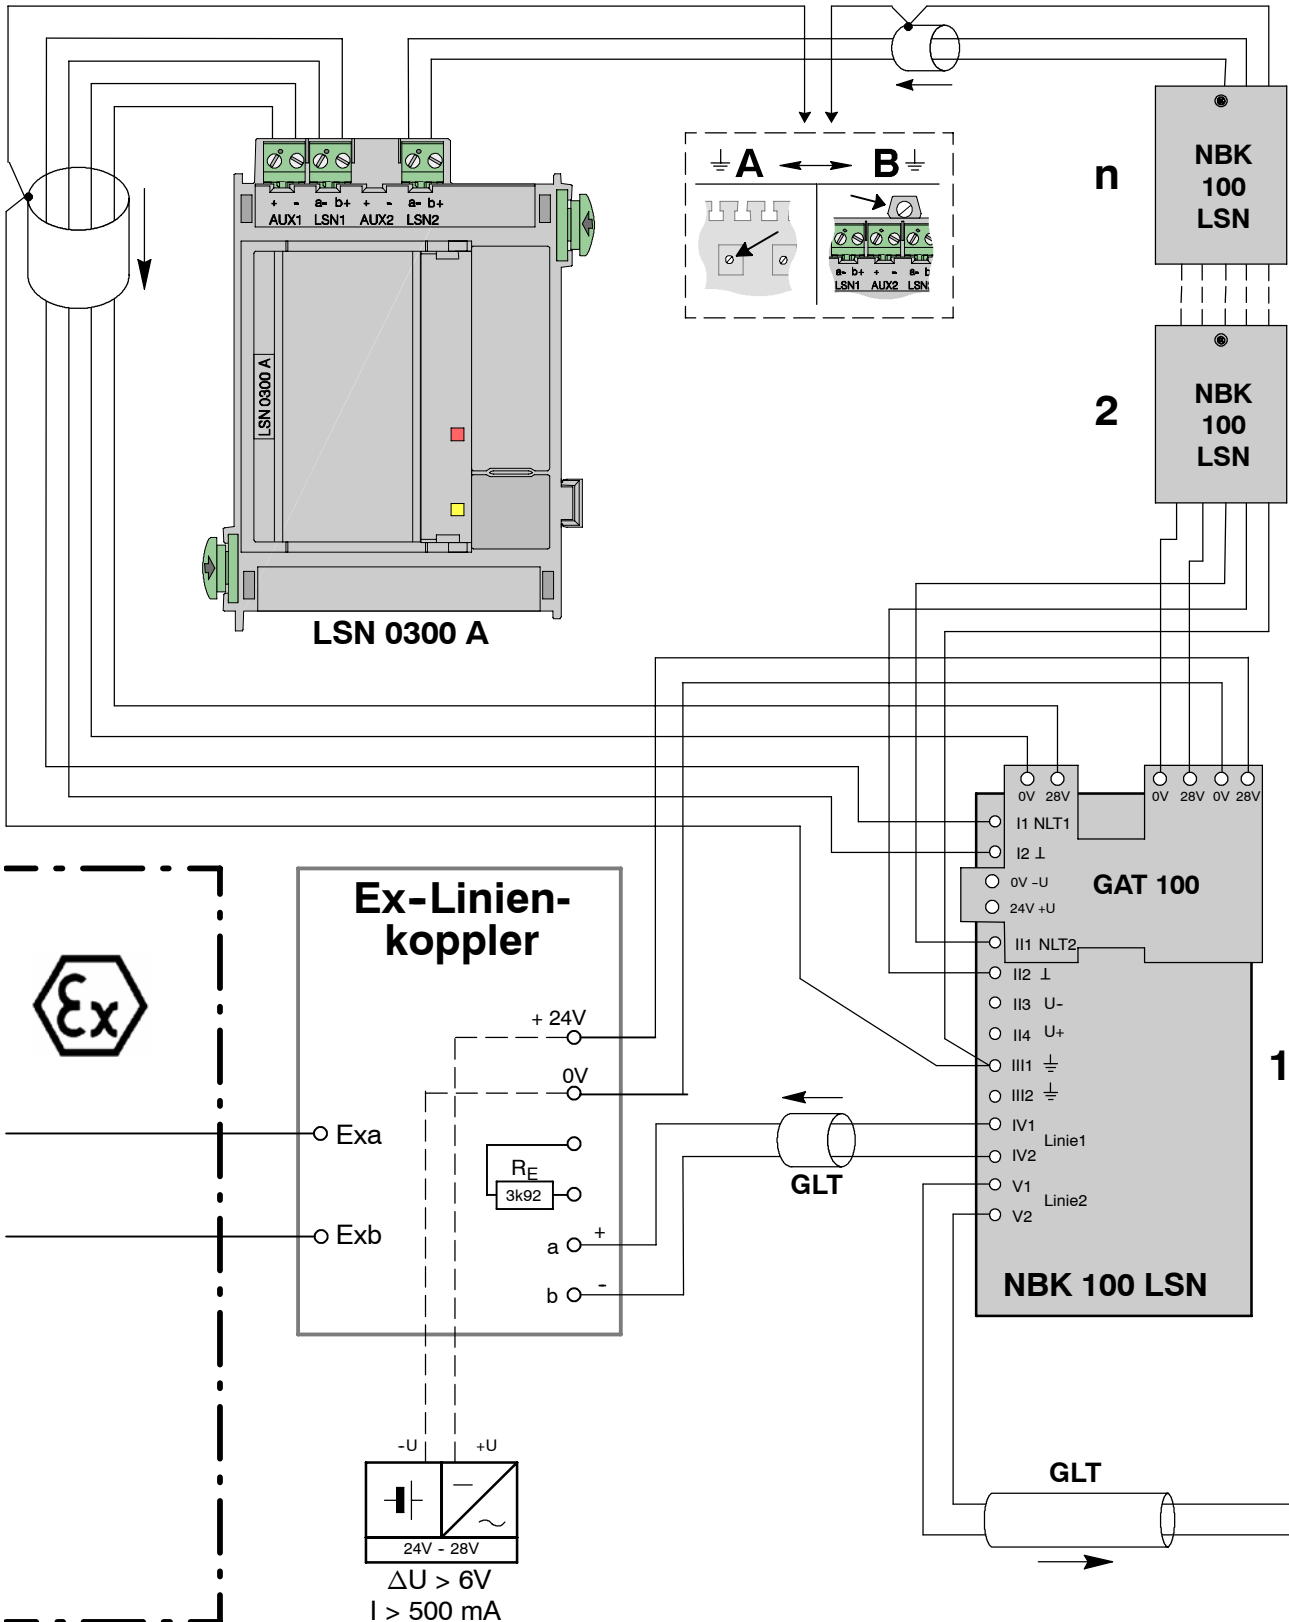 + - a- b+ + - a- b+
AUX1 LSN1 AUX2 LSN2
LSN 0300 A
LSN 0300 A
A B
a- b+ + - a- b
LSN1 AUX2 LSN
n
NBK
100
LSN
2
NBK
100
LSN
0V 28V
0V 28V 0V 28V
I1 NLT1
I2 ⊥
0V -U
24V +U
GAT 100
II1 NLT2
II2 ⊥
II3 U-
II4 U+
III1
III2
IV1
Linie1
IV2
V1
Linie2
V2
NBK 100 LSN
1
Ex-Linien-
koppler
Ex
+ 24V
0V
Exa
RE
3k92
Exb
a +
b -
GLT
-U +U
24V - 28V
ΔU > 6V
I > 500 mA
GLT